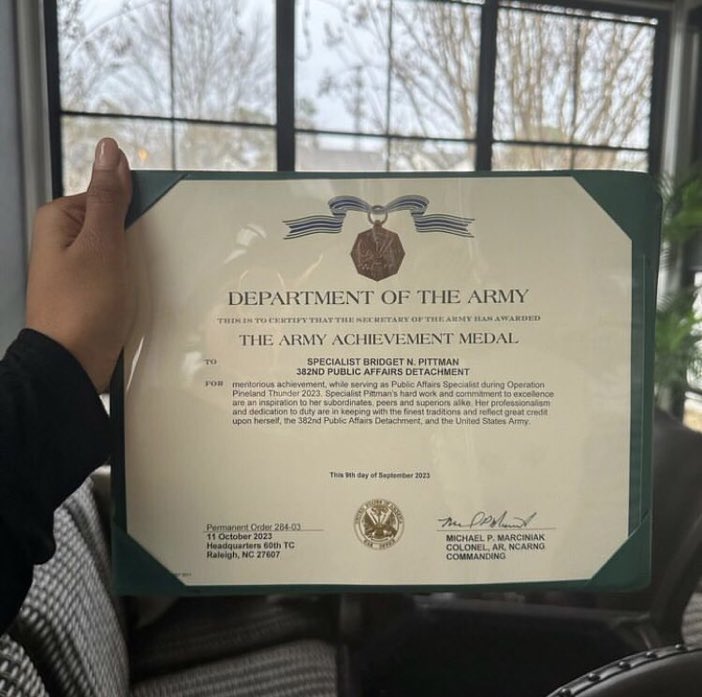 DEPARTMENT OF THE ARMY
THIS IS TO CERTIFY THAT THE SECRETARY OF THE ARMY HAS AWARDED
THE ARMY ACHIEVEMENT MEDAL
TO SPECIALIST BRIDGET N. PITTMAN
382ND PUBLIC AFFAIRS DETACHMENT
FOR meritorious achievement, while serving as Public Affairs Specialist during Operation
Pineland Thunder 2023. Specialist Pittman's hard work and commitment to excellence
are an inspiration to her subordinates, peers and superiors alike. Her professionalism
and dedication to duty are in keeping with the finest traditions and reflect great credit
upon herself, the 382nd Public Affairs Detachment, and the United States Army.
This 9th day of September 2023
Permanent Order 284-03
11 October 2023
Headquarters 60th TC
Raleigh, NC 27607
MICHAEL P. MARCINIAK
COLONEL, AR, NCARNG
COMMANDING